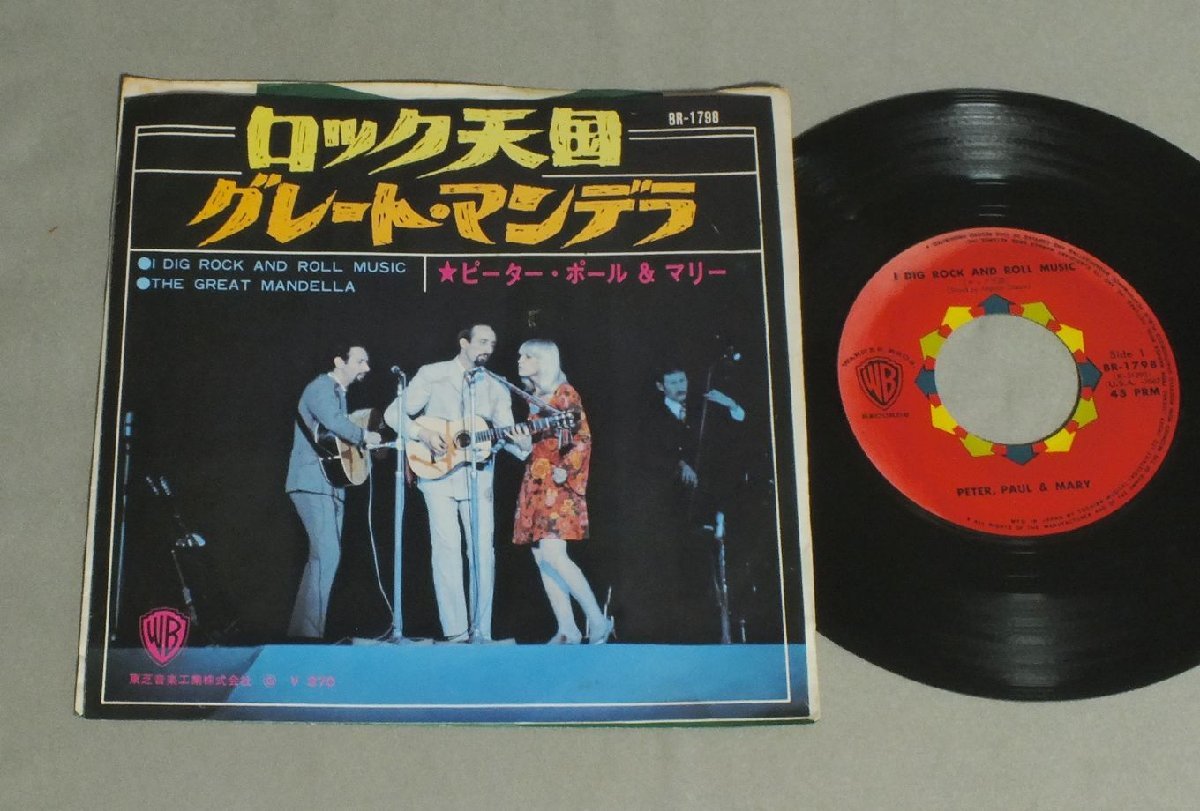 BR-1798
ロック天国
グレート・マンデラ
●I DIG ROCK AND ROLL MUSIC
●THE GREAT MANDELLA
★ピーター・ポール & マリー
WB
東芝音楽工業株式会社 ¥ 370
I DIG ROCK AND ROLL MUSIC
WARNER BROS.
WB
RECORDS
Side 1
BR-1798
45 PRM
PETER, PAUL & MARY